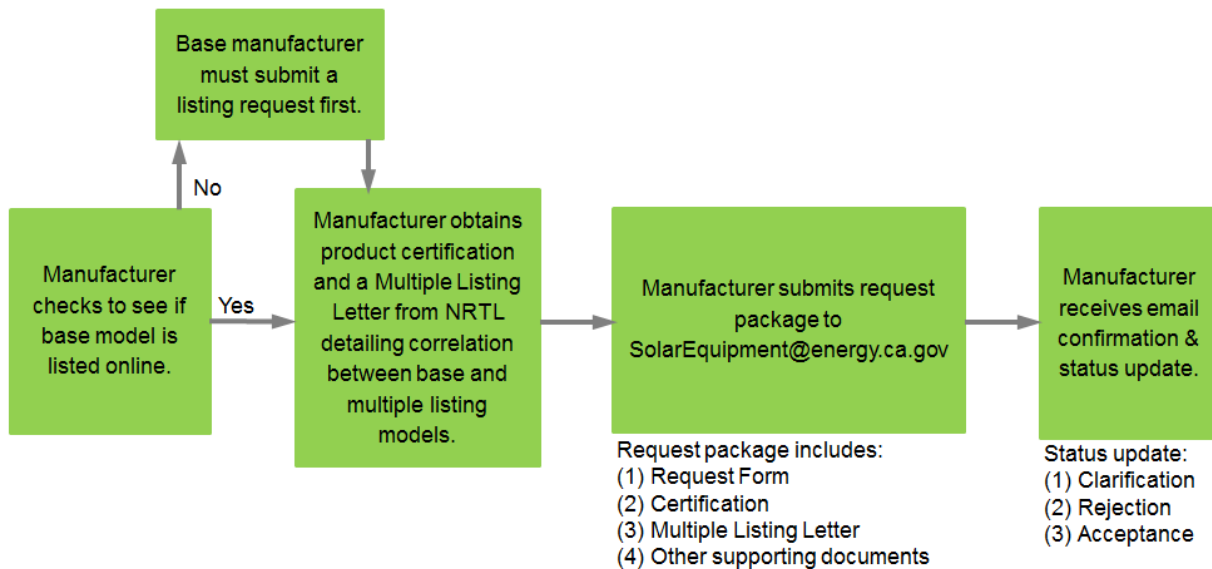 Base manufacturer
must submit a
listing request first.
No
Manufacturer
checks to see if
base model is
listed online.
Yes
Manufacturer obtains
product certification
and a Multiple Listing
Letter from NRTL
detailing correlation
between base and
multiple listing
models.
Manufacturer submits request
package to
SolarEquipment@energy.ca.gov
Request package includes:
(1) Request Form
(2) Certification
(3) Multiple Listing Letter
(4) Other supporting documents
Manufacturer
receives email
confirmation &
status update.
Status update:
(1) Clarification
(2) Rejection
(3) Acceptance